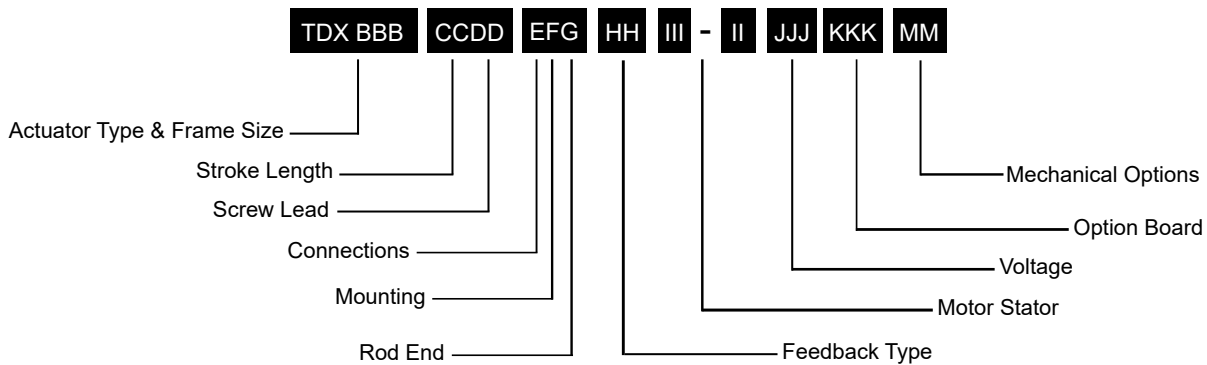 TDX BBB CCDD EFG HH III - II JJJ KKK MM
Actuator Type & Frame Size
Stroke Length
Mechanical Options
Screw Lead
Option Board
Connections
Voltage
Mounting
Motor Stator
Rod End
Feedback Type